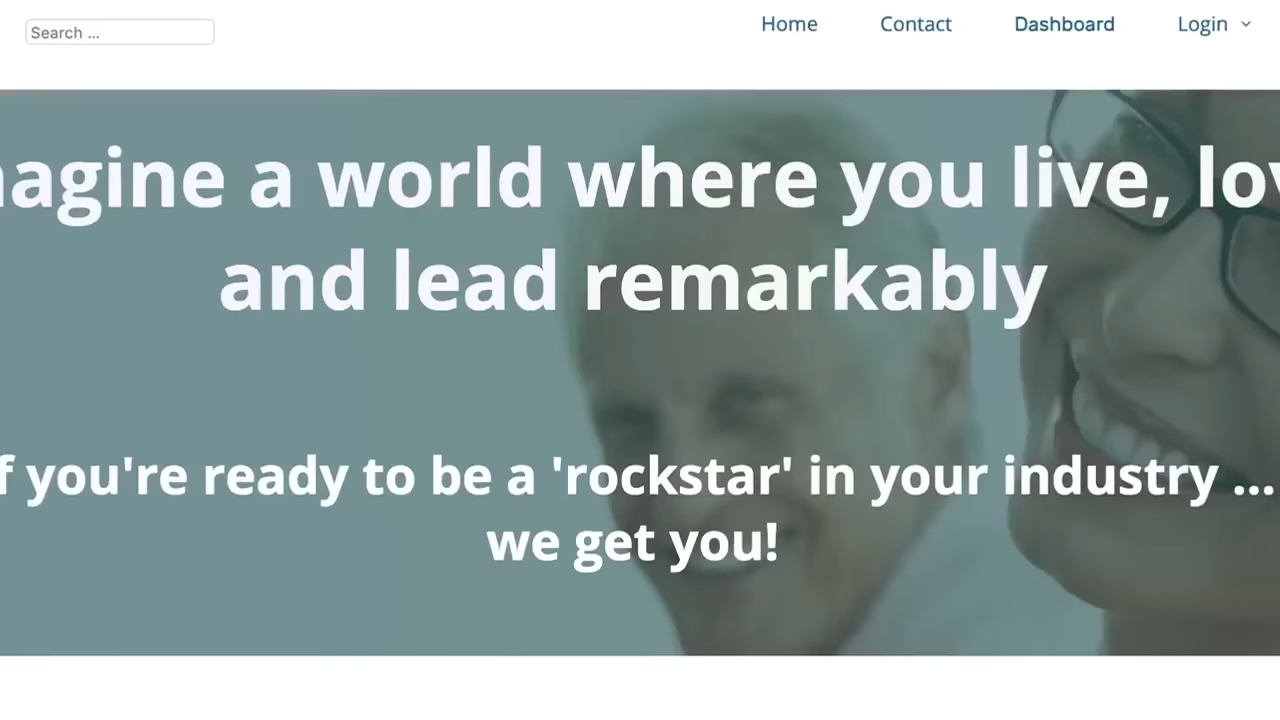 Search ...
Home Contact Dashboard Login
agine a world where you live, lov
and lead remarkably
f you're ready to be a 'rockstar' in your industry ...
we get you!